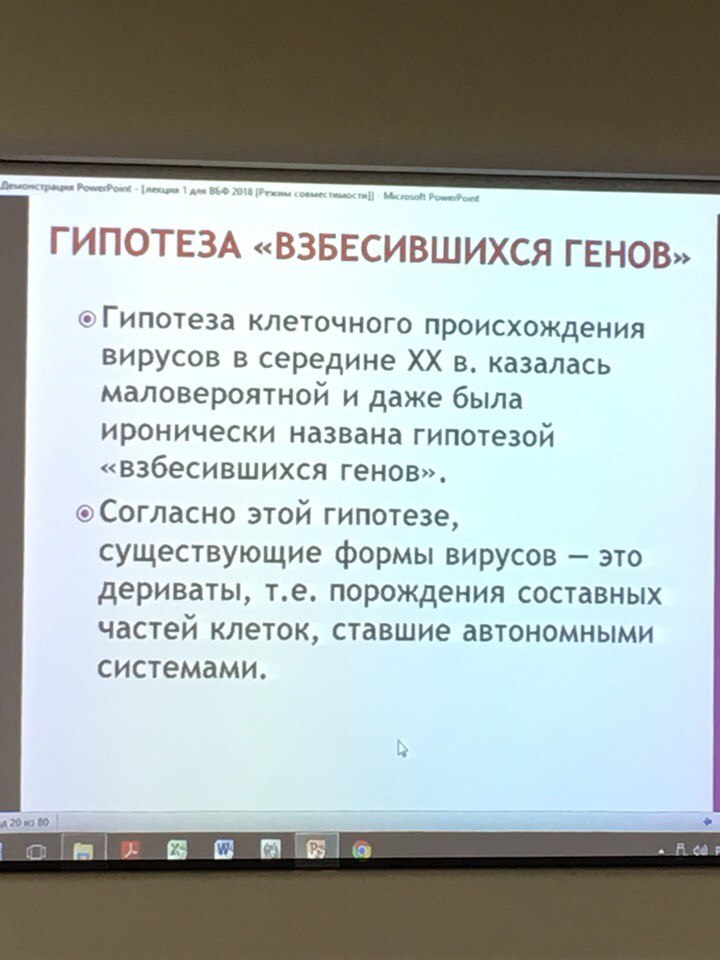 Демонстрация PowerPoint - [лекция 1 для ВБФ 2018 [Режим совместимости]] - Microsoft PowerPoint
ГИПОТЕЗА «ВЗБЕСИВШИХСЯ ГЕНОВ»
Гипотеза клеточного происхождения
вирусов в середине XX в. казалась
маловероятной и даже была
иронически названа гипотезой
«взбесившихся генов».
Согласно этой гипотезе,
существующие формы вирусов — это
дериваты, т.е. порождения составных
частей клеток, ставшие автономными
системами.
д 20 из 80